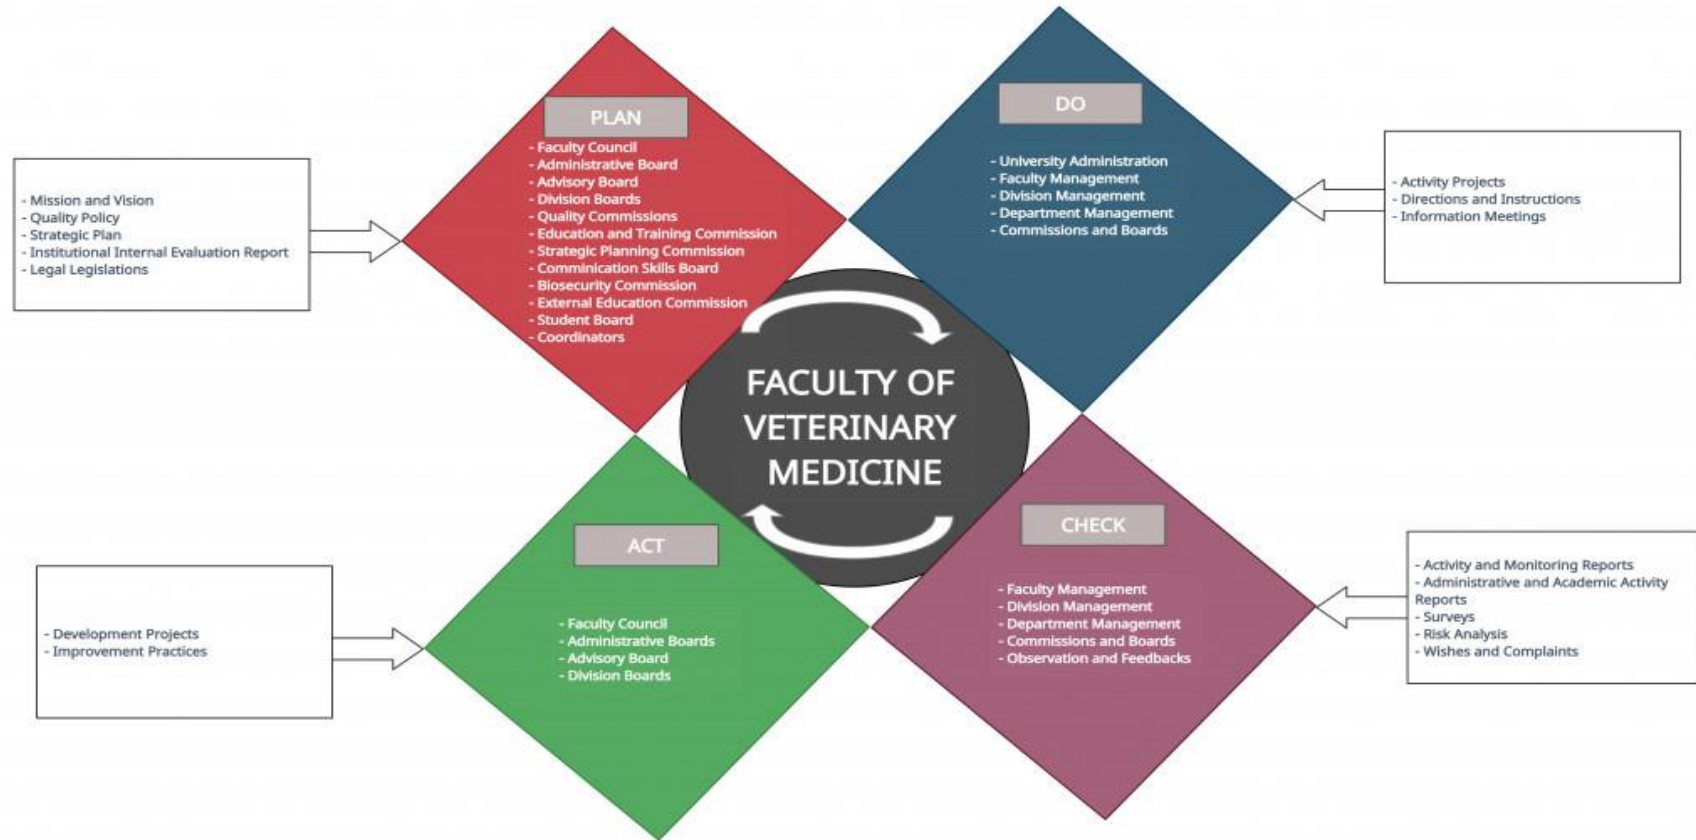 PLAN
- Faculty Council
- Administrative Board
- Advisory Board
- Division Boards
- Quality Commissions
- Education and Training Commission
- Strategic Planning Commission
- Comminication Skills Board
- Biosecurity Commission
- External Education Commission
- Student Board
- Coordinators
- Mission and Vision
- Quality Policy
- Strategic Plan
- Institutional Internal Evaluation Report
- Legal Legislations
DO
- University Administration
- Faculty Management
- Division Management
- Department Management
- Commissions and Boards
- Activity Projects
- Directions and Instructions
- Information Meetings
FACULTY OF
VETERINARY
MEDICINE
ACT
- Faculty Council
- Administrative Boards
- Advisory Board
- Division Boards
- Development Projects
- Improvement Practices
CHECK
- Faculty Management
- Division Management
- Department Management
- Commissions and Boards
- Observation and Feedbacks
- Activity and Monitoring Reports
- Administrative and Academic Activity
Reports
- Surveys
- Risk Analysis
- Wishes and Complaints